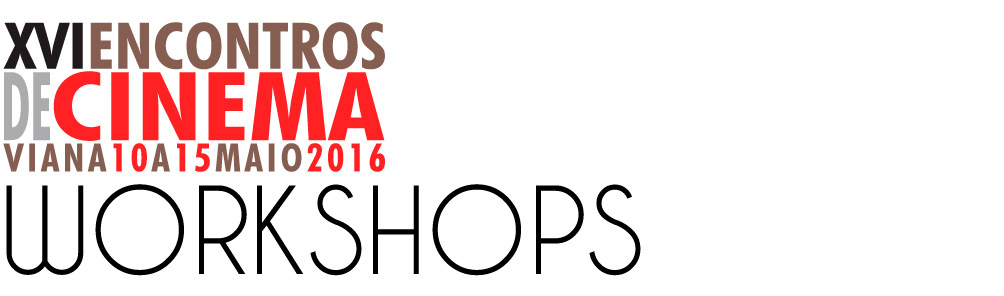 XVIENCONTROS
DECINEMA
VIANA10A15MAIO2016
WORKSHOPS